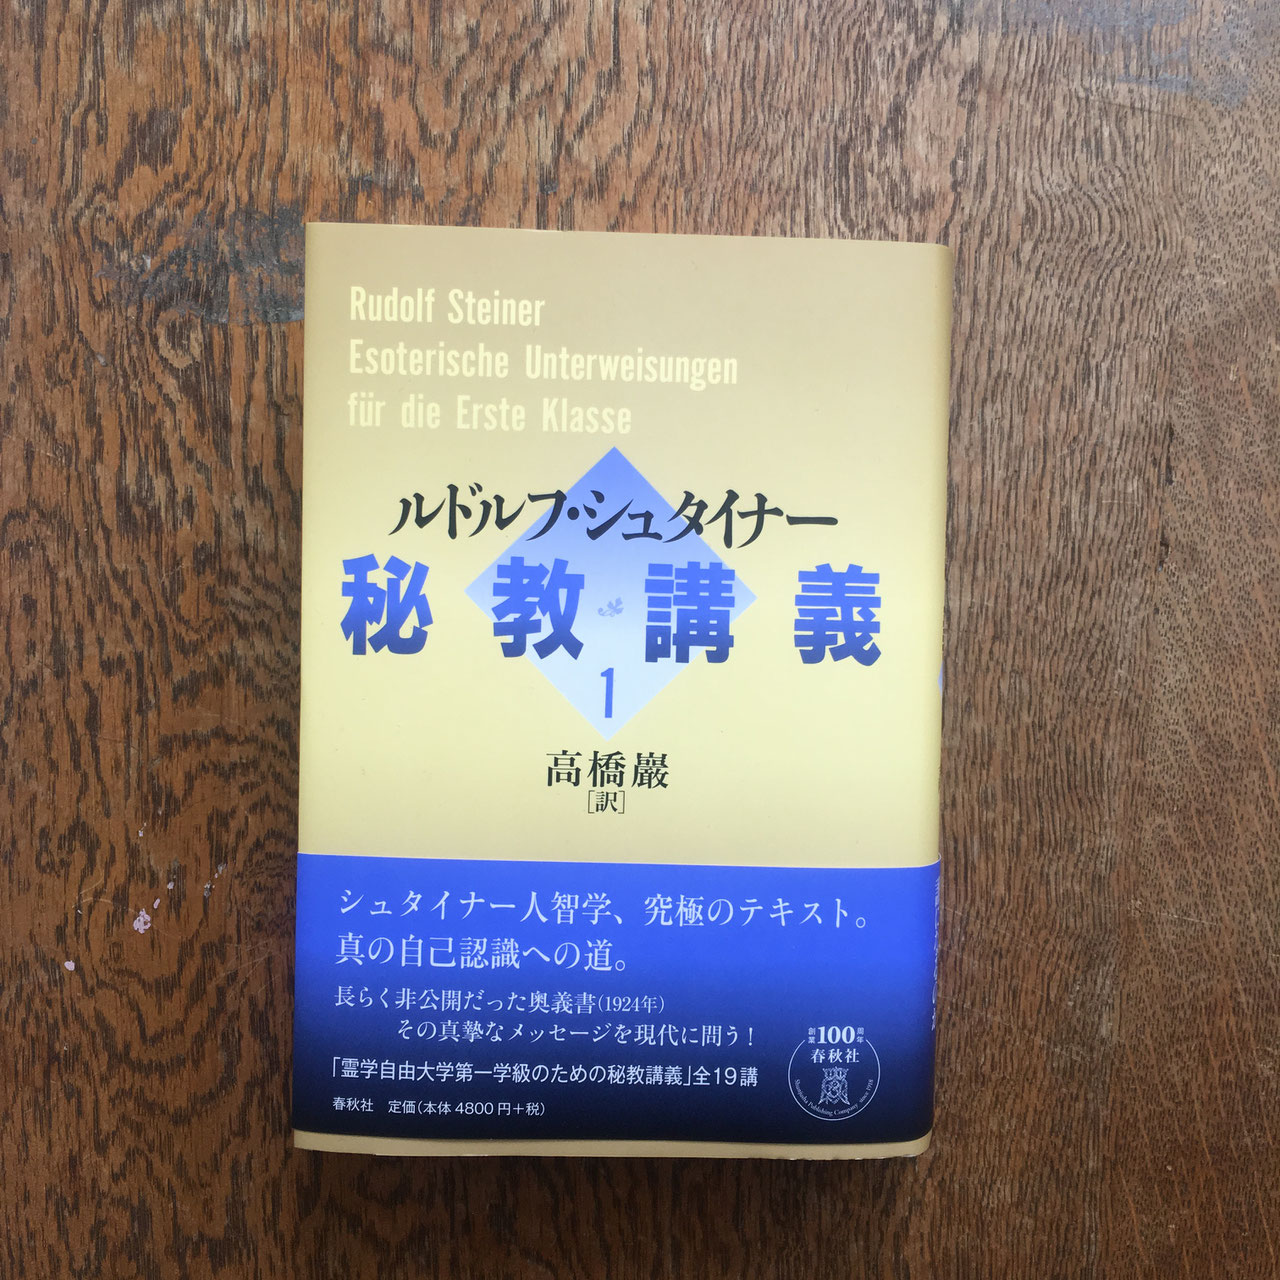 Rudolf Steiner
Esoterische Unterweisungen
für die Erste Klasse
ルドルフ・シュタイナー
秘教講義
1
高橋巖
[訳]
シュタイナー人智学、究極のテキスト。
真の自己認識への道。
長らく非公開だった奥義書(1924年)
その真摯なメッセージを現代に問う!
「霊学自由大学第一学級のための秘教講義」全19講
春秋社 定価(本体4800円+税)
創業100周年
春秋社
Shunjusha Publishing Company since 1918